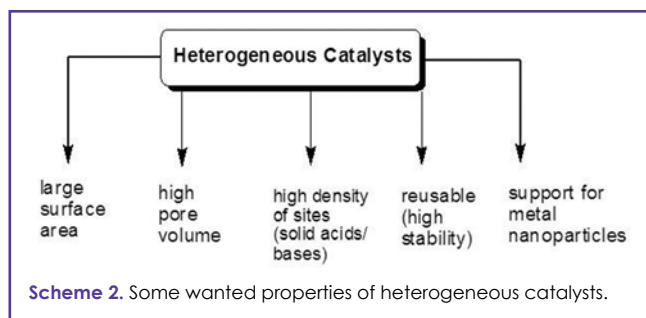 Heterogeneous Catalysts
large
surface
area
high
pore
volume
high density
of sites
(solid acids/
bases)
reusable
(high
stability)
support for
metal
nanoparticles
Scheme 2. Some wanted properties of heterogeneous catalysts.